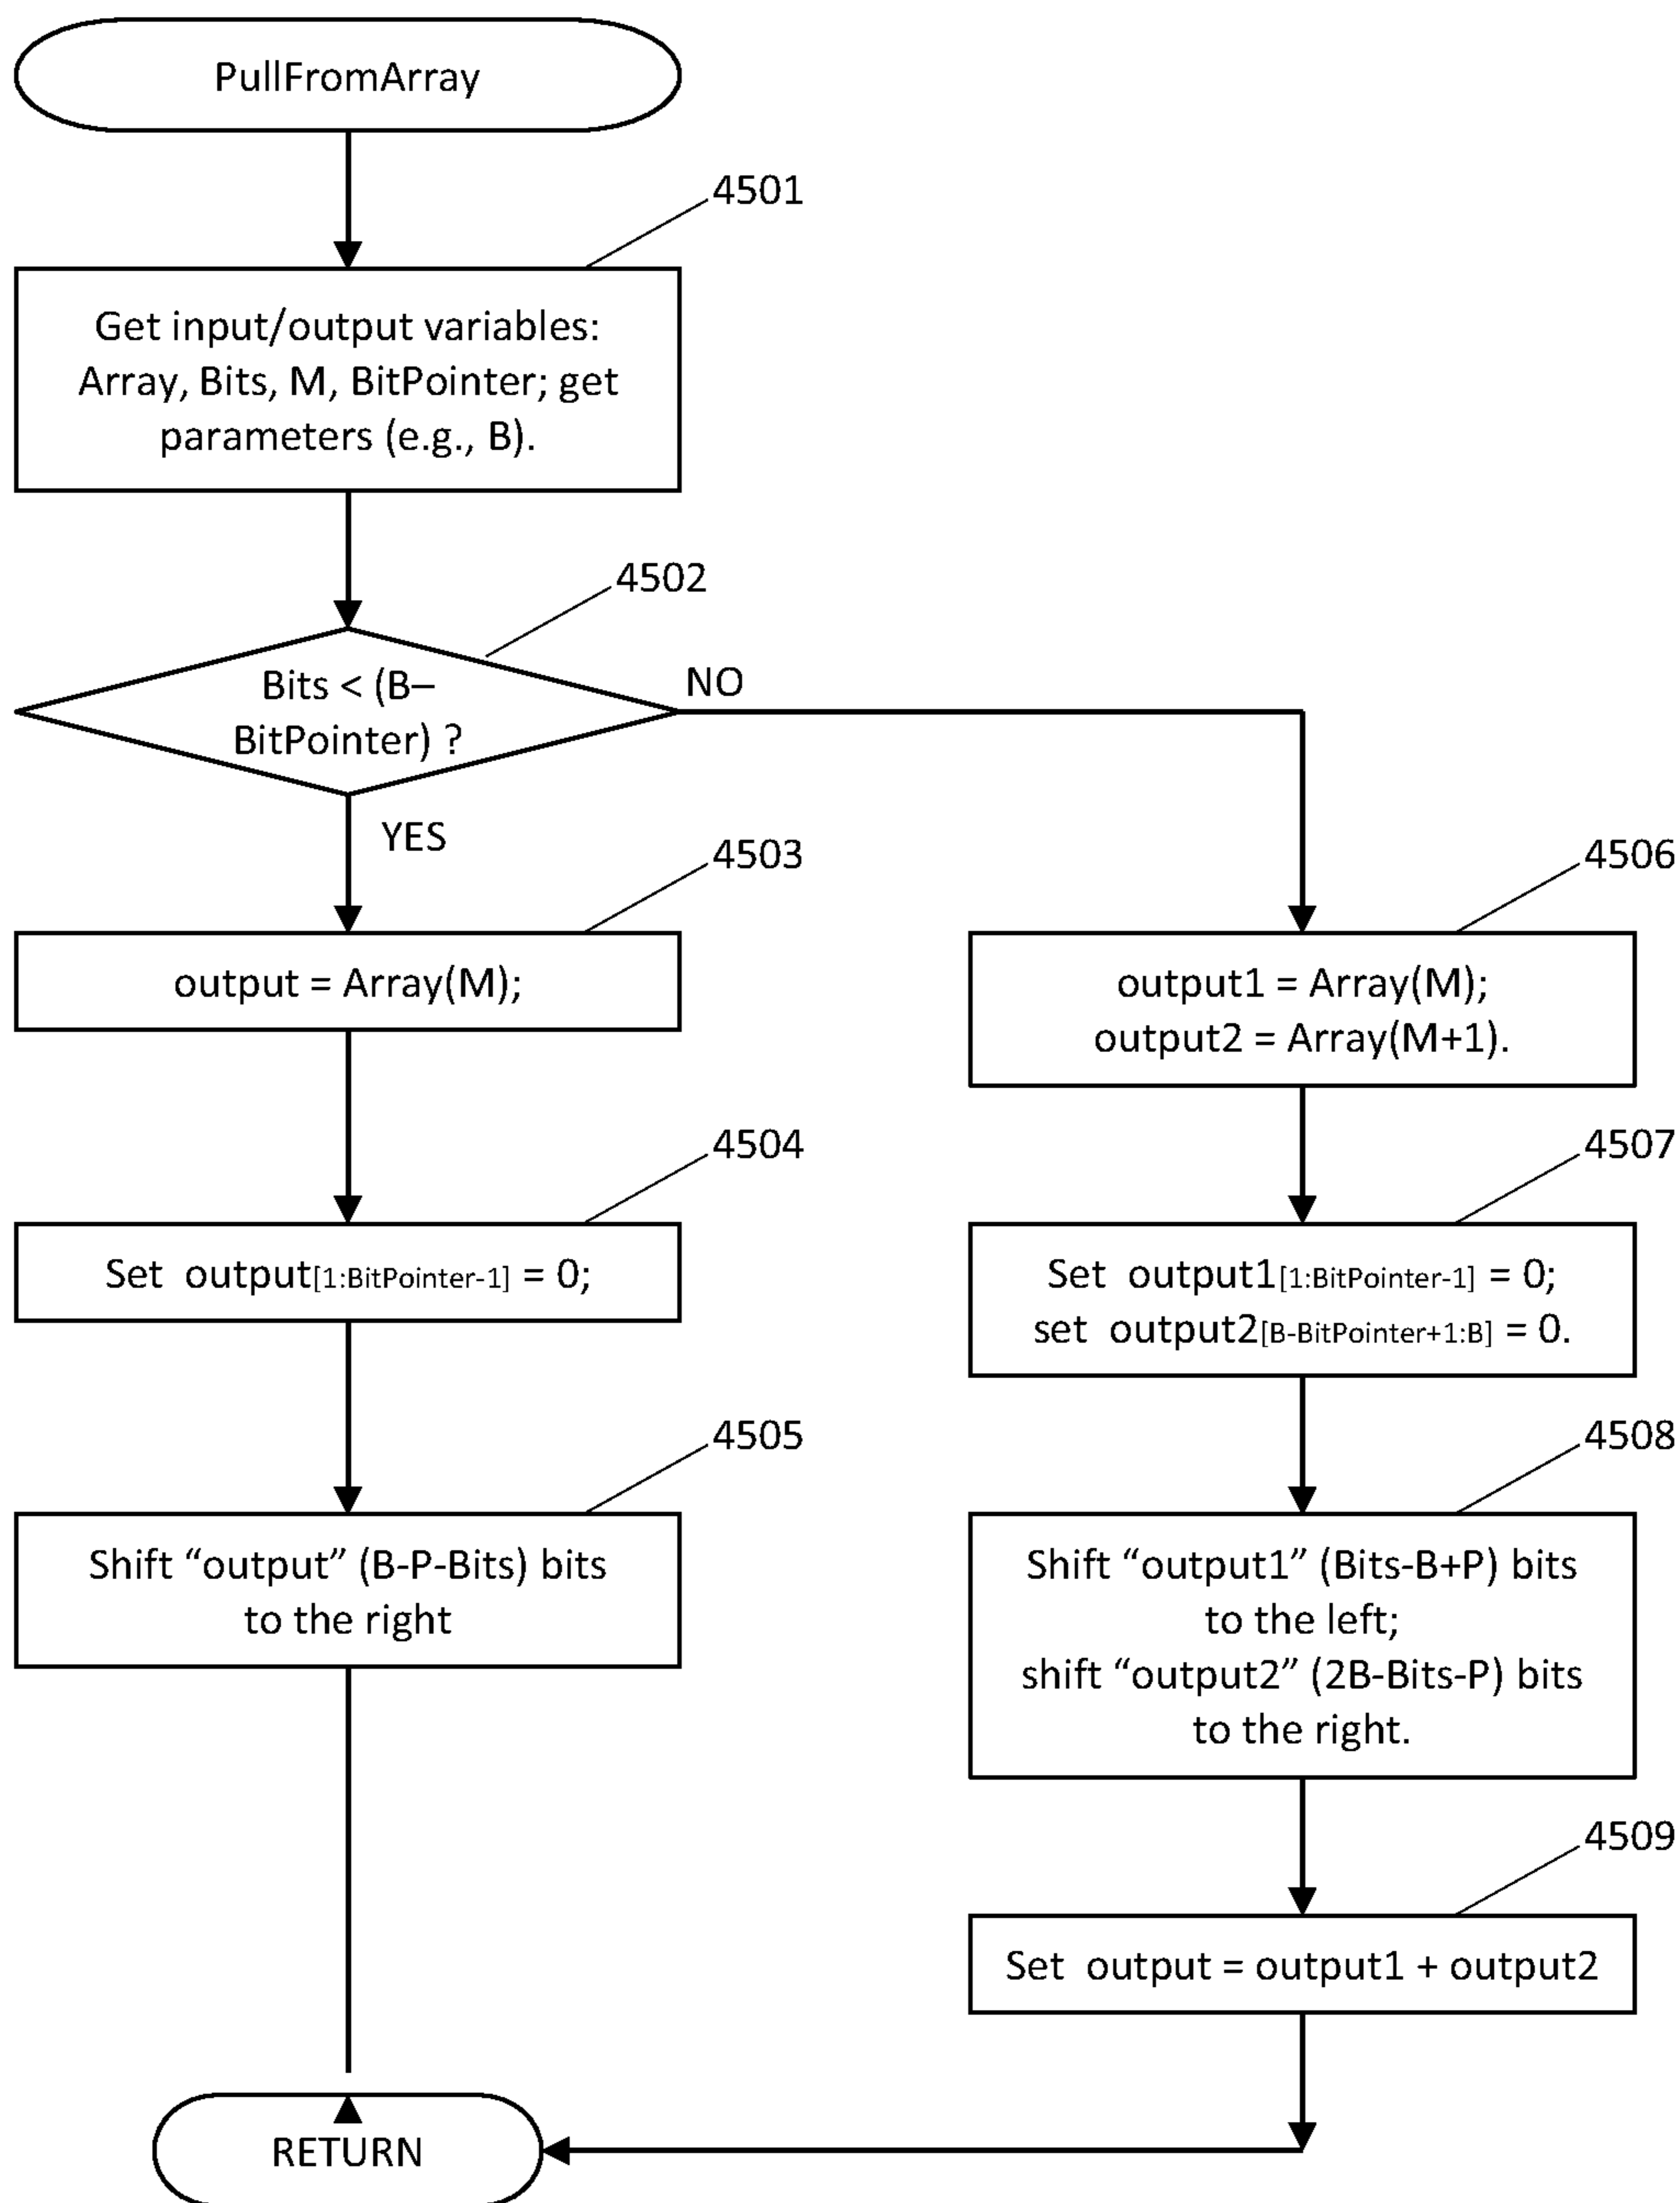 PullFromArray
4501
Get input/output variables:
Array, Bits, M, BitPointer; get
parameters (e.g., B).
4502
Bits < (B–
BitPointer) ?
NO
YES
4503
output = Array(M);
4504
Set output[1:BitPointer-1] = 0;
4505
Shift “output” (B-P-Bits) bits
to the right
4506
output1 = Array(M);
output2 = Array(M+1).
4507
Set output1[1:BitPointer-1] = 0;
set output2[B-BitPointer+1:B] = 0.
4508
Shift “output1” (Bits-B+P) bits
to the left;
shift “output2” (2B-Bits-P) bits
to the right.
4509
Set output = output1 + output2
RETURN